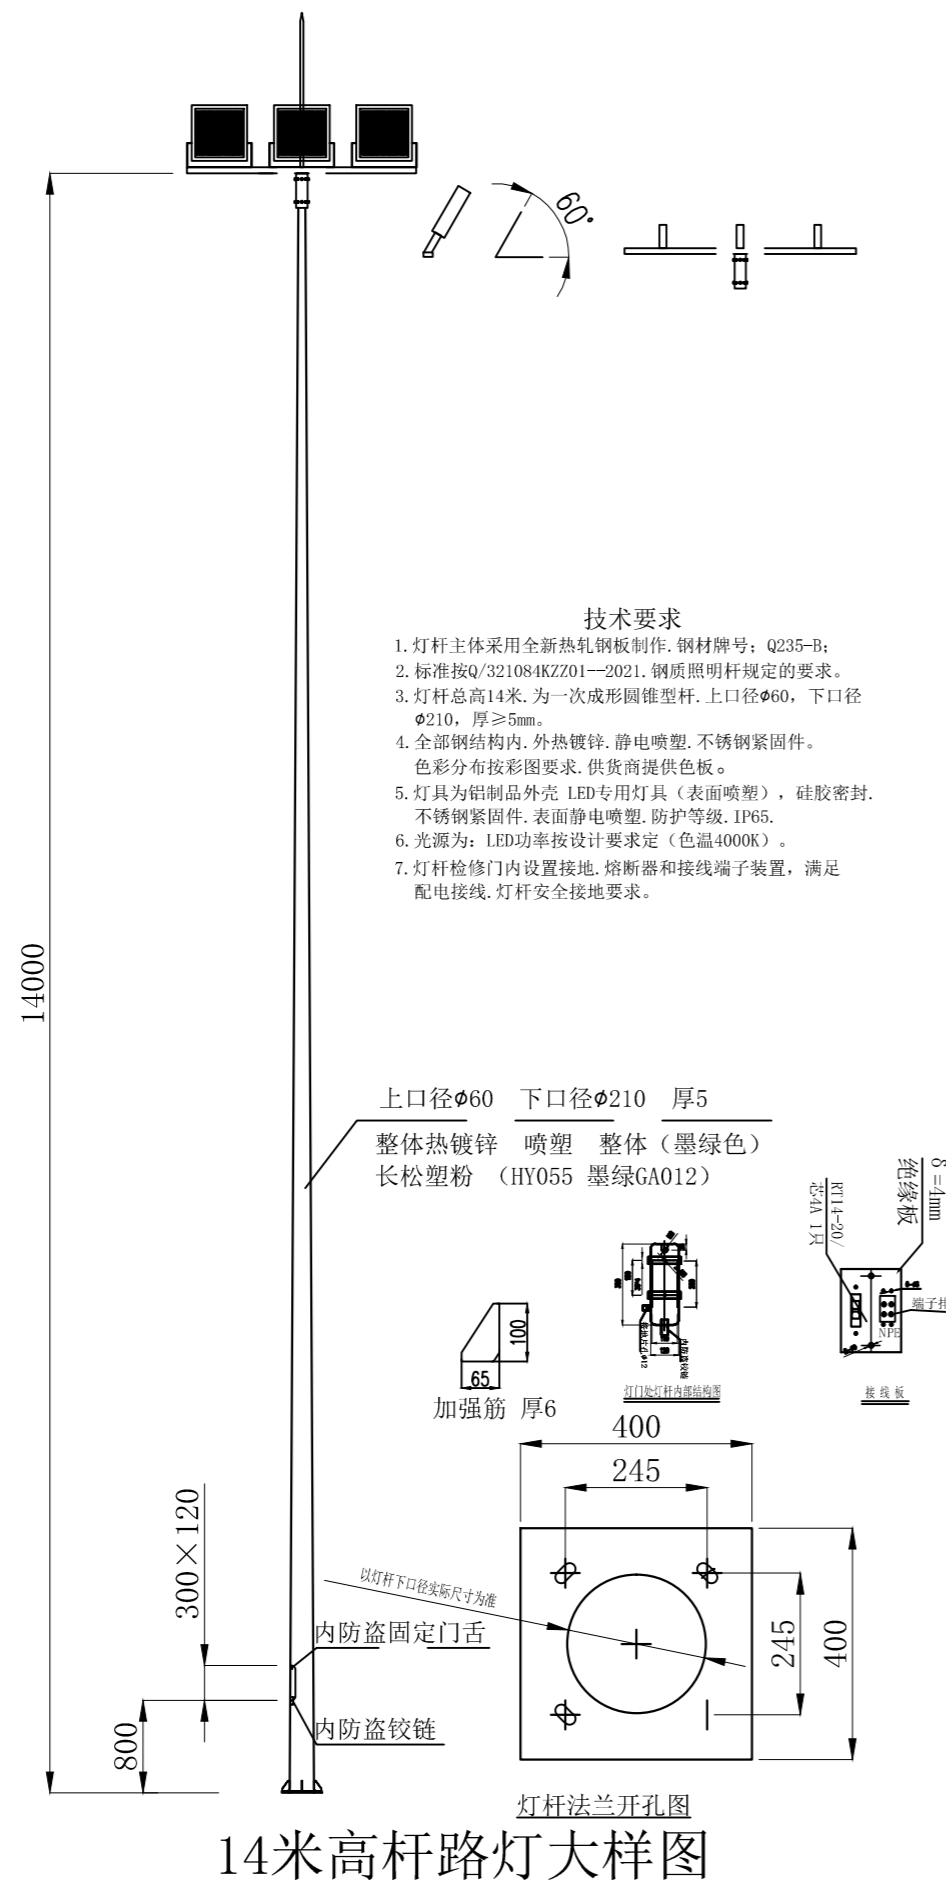 60°
技术要求
1.灯杆主体采用全新热轧钢板制作.钢材牌号；Q235-B;
2.标准按Q/321084KZZ01--2021.钢质照明杆规定的要求。
3.灯杆总高14米.为一次成形圆锥型杆.上口径φ60，下口径
φ210，厚≥5mm。
4.全部钢结构内.外热镀锌.静电喷塑.不锈钢紧固件。
色彩分布按彩图要求.供货商提供色板。
5.灯具为铝制品外壳 LED专用灯具（表面喷塑），硅胶密封.
不锈钢紧固件.表面静电喷塑.防护等级.IP65.
6.光源为：LED功率按设计要求定（色温4000K）。
7.灯杆检修门内设置接地.熔断器和接线端子装置，满足
配电接线.灯杆安全接地要求。
14000
上口径φ60 下口径φ210 厚5
整体热镀锌 喷塑 整体（墨绿色）
长松塑粉 （HY055 墨绿GA012）
δ=4mm
绝缘板
RT14-20/
芯4A 1只
端子排
NPE
接线板
内防盗铰链
灯门处灯杆内部结构图
100
65
加强筋 厚6
400
245
245
400
以灯杆下口径实际尺寸为准
300×120
内防盗固定门舌
内防盗铰链
800
灯杆法兰开孔图
14米高杆路灯大样图